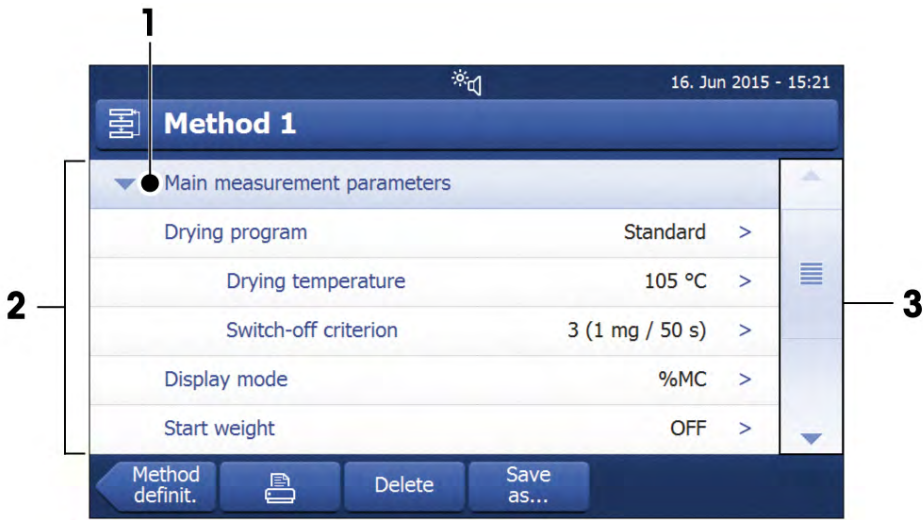 1
16. Jun 2015 - 15:21
Method 1
Main measurement parameters
Drying program Standard >
Drying temperature 105 °C >
2
3
Switch-off criterion 3 (1 mg / 50 s) >
Display mode %MC >
Start weight OFF >
Method definit.
Delete
Save as...